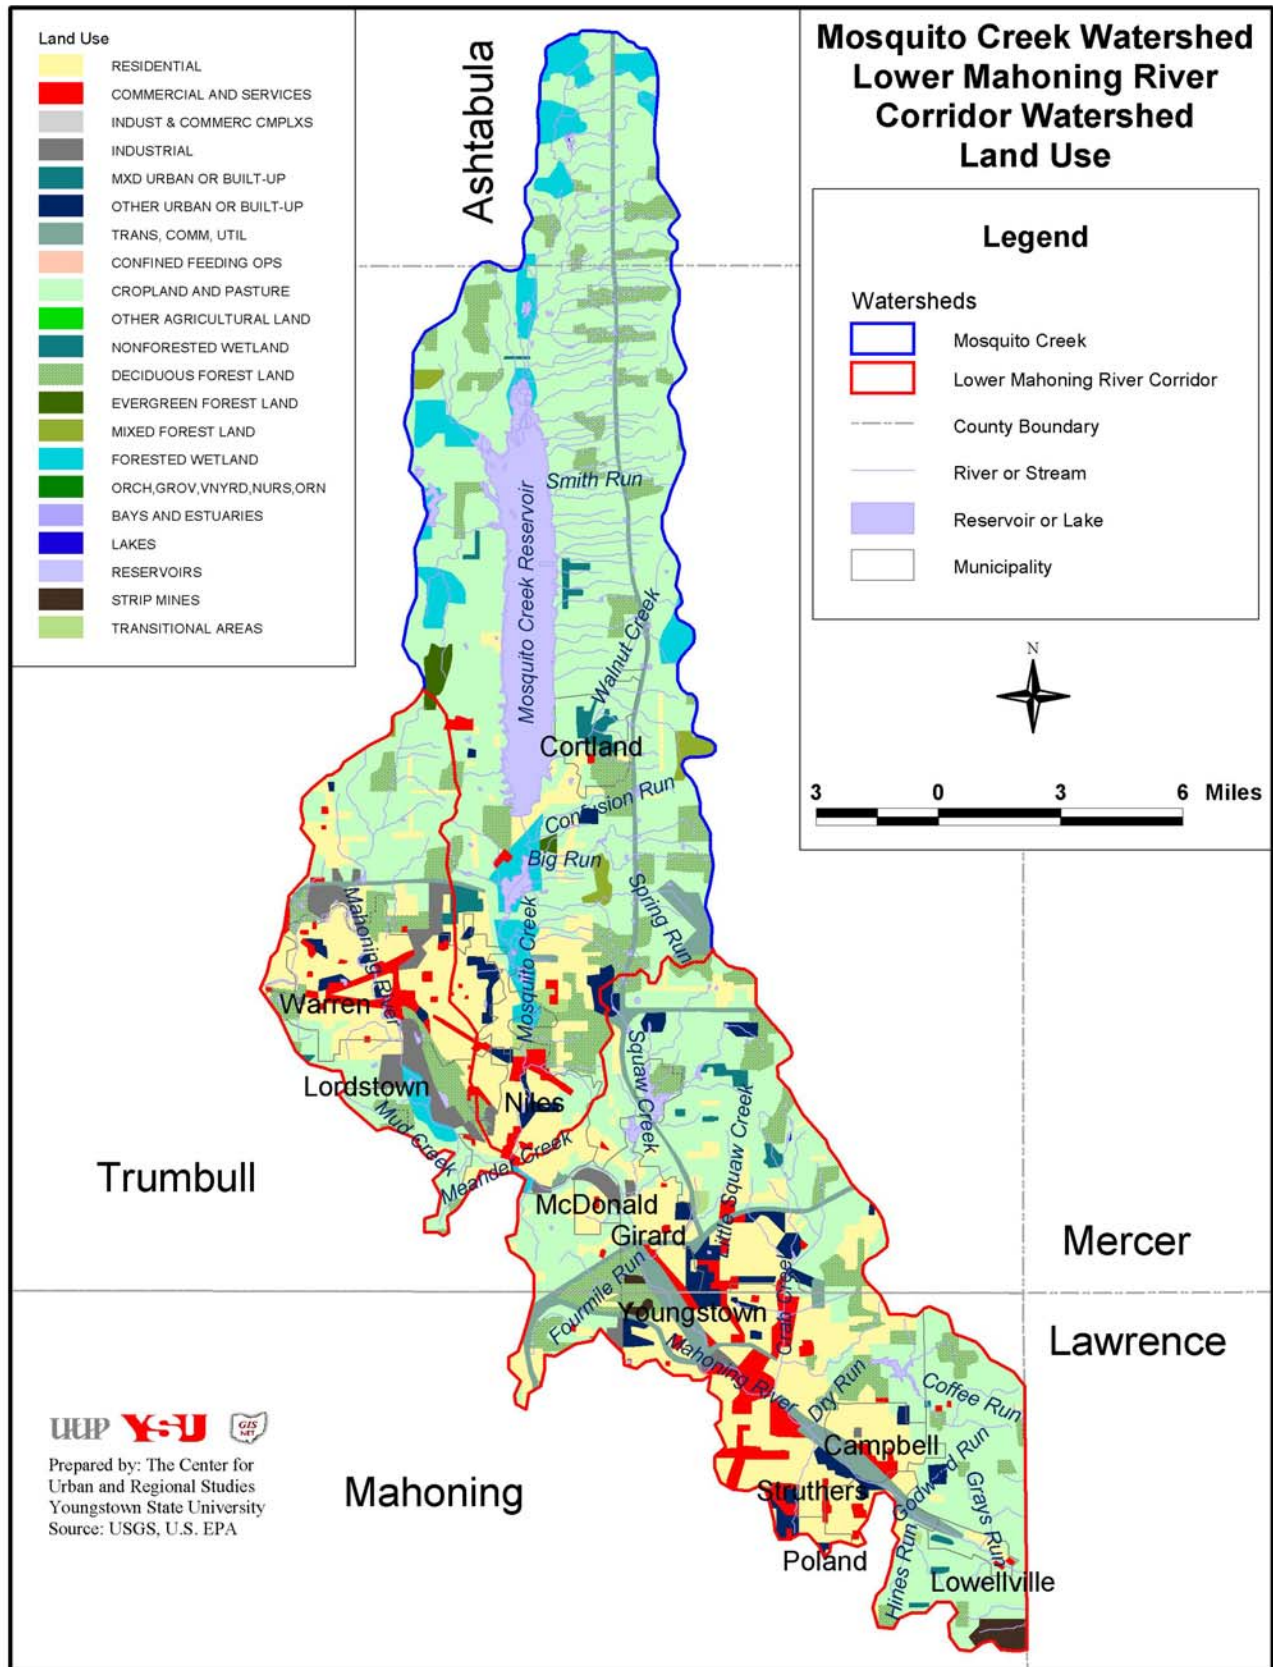 Mosquito Creek Watershed
Lower Mahoning River
Corridor Watershed
Land Use
Land Use
RESIDENTIAL
COMMERCIAL AND SERVICES
INDUST & COMMERC CMPLXS
INDUSTRIAL
MXD URBAN OR BUILT-UP
OTHER URBAN OR BUILT-UP
TRANS, COMM, UTIL
CONFINED FEEDING OPS
CROPLAND AND PASTURE
OTHER AGRICULTURAL LAND
NONFORESTED WETLAND
DECIDUOUS FOREST LAND
EVERGREEN FOREST LAND
MIXED FOREST LAND
FORESTED WETLAND
ORCH,GROV,VNYRD,NURS,ORN
BAYS AND ESTUARIES
LAKES
RESERVOIRS
STRIP MINES
TRANSITIONAL AREAS
Legend
Watersheds
Mosquito Creek
Lower Mahoning River Corridor
County Boundary
River or Stream
Reservoir or Lake
Municipality
N
3 0 3 6 Miles
Ashtabula
Smith Run
Mosquito Creek Reservoir
Walnut Creek
Cortland
Confusion Run
Big Run
Spring Run
Mahoning River
Mosquito Creek
Warren
Squaw Creek
Lordstown
Niles
Little Squaw Creek
Mud Creek
Meander Creek
Trumbull
McDonald
Girard
Mercer
Fourmile Run
Crab Creek
Youngstown
Lawrence
Mahoning River
Dry Run
Coffee Run
Campbell
Godward Run
Grays Run
Mahoning
Struthers
Poland
Hines Run
Lowellville
UUP YSU GIS NET
Prepared by: The Center for
Urban and Regional Studies
Youngstown State University
Source: USGS, U.S. EPA